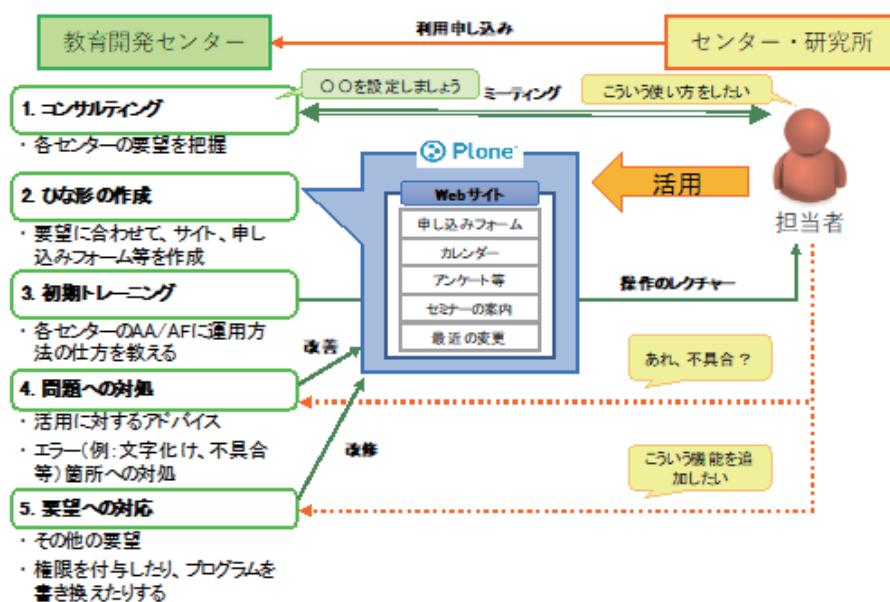 教育開発センター
利用申し込み
センター・研究所
〇〇を設定しましょう
ミーティング
こういう使い方をしたい
1. コンサルティング
・各センターの要望を把握
Plone
Webサイト
申し込みフォーム
カレンダー
アンケート等
セミナーの案内
最近の変更
活用
担当者
2. ひな形の作成
・要望に合わせて、サイト、申し
込みフォーム等を作成
3. 初期トレーニング
操作のレクチャー
・各センターのAA/AFに運用方
法の仕方を教える
改善
あれ、不具合？
4. 問題への対処
・活用に対するアドバイス
・エラー(例:文字化け、不具合
等)箇所への対処
改修
こういう機能を追
加したい
5. 要望への対応
・その他の要望
・権限を付与したり、プログラムを
書き換えたりする